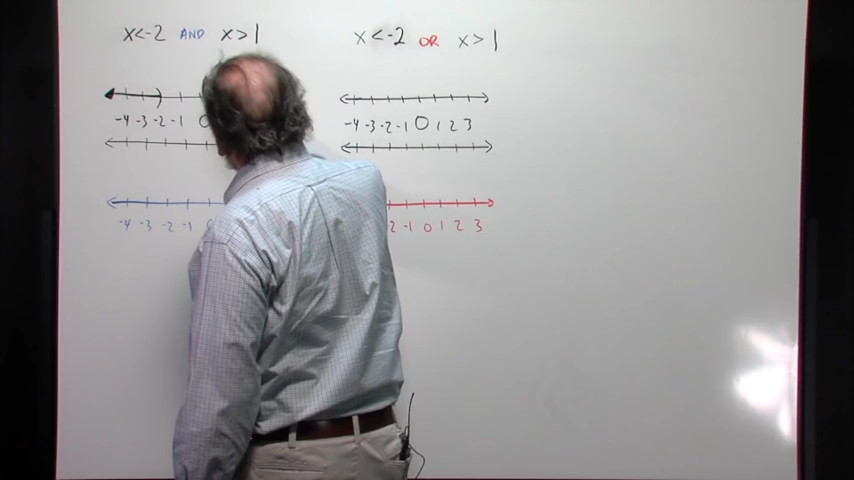 x<-2 AND x>1
x<-2 OR x>1
-4 -3 -2 -1 0
-4 -3 -2 -1 0 1 2 3
-4 -3 -2 -1
2 -1 0 1 2 3